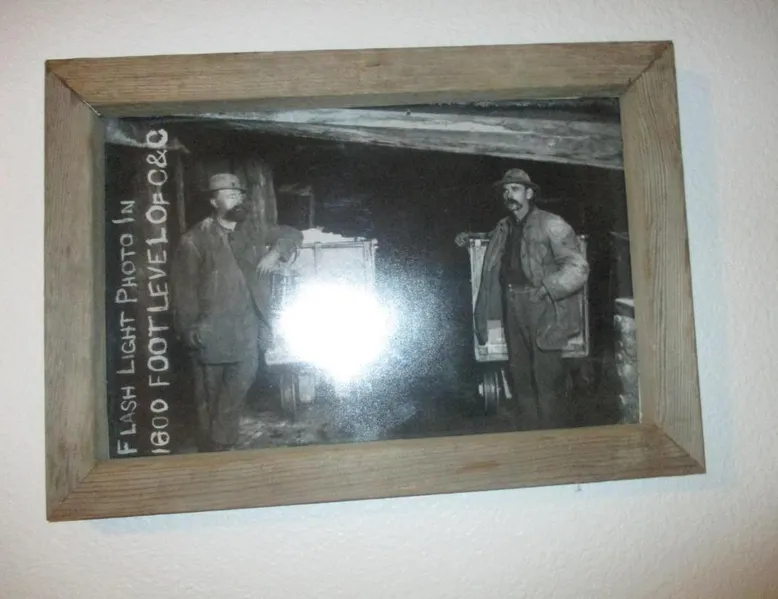 FLASH LIGHT PHOTO IN
1600 FOOT LEVEL OF C&C